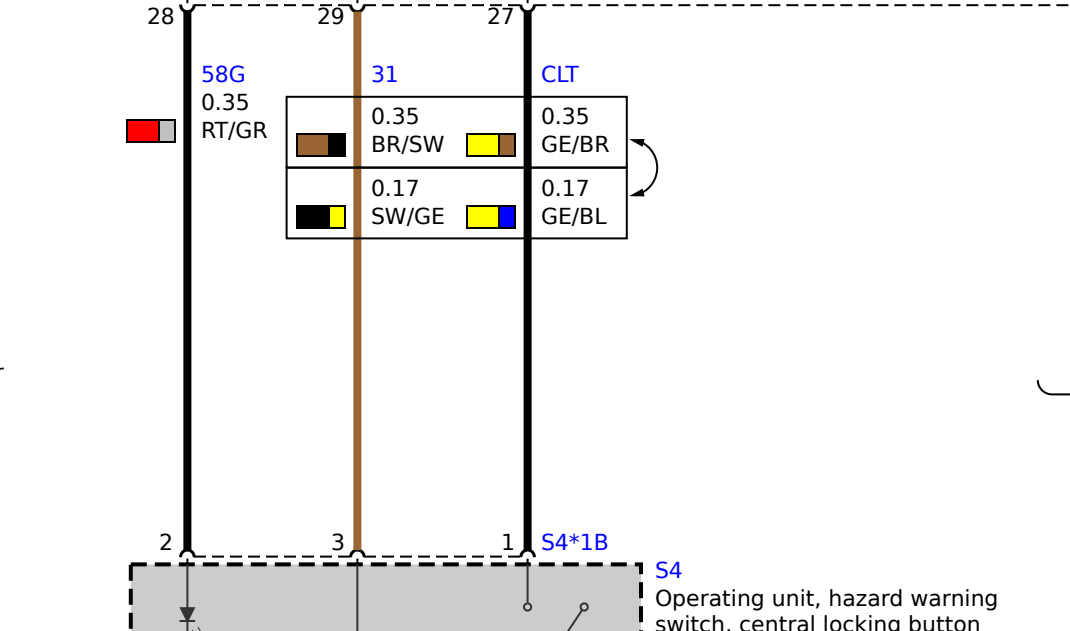 28 29 27
58G 31 CLT
0.35 0.35 0.35
RT/GR BR/SW GE/BR
0.17 0.17
SW/GE GE/BL
2 3 1 S4*1B
S4
Operating unit, hazard warning
switch, central locking button